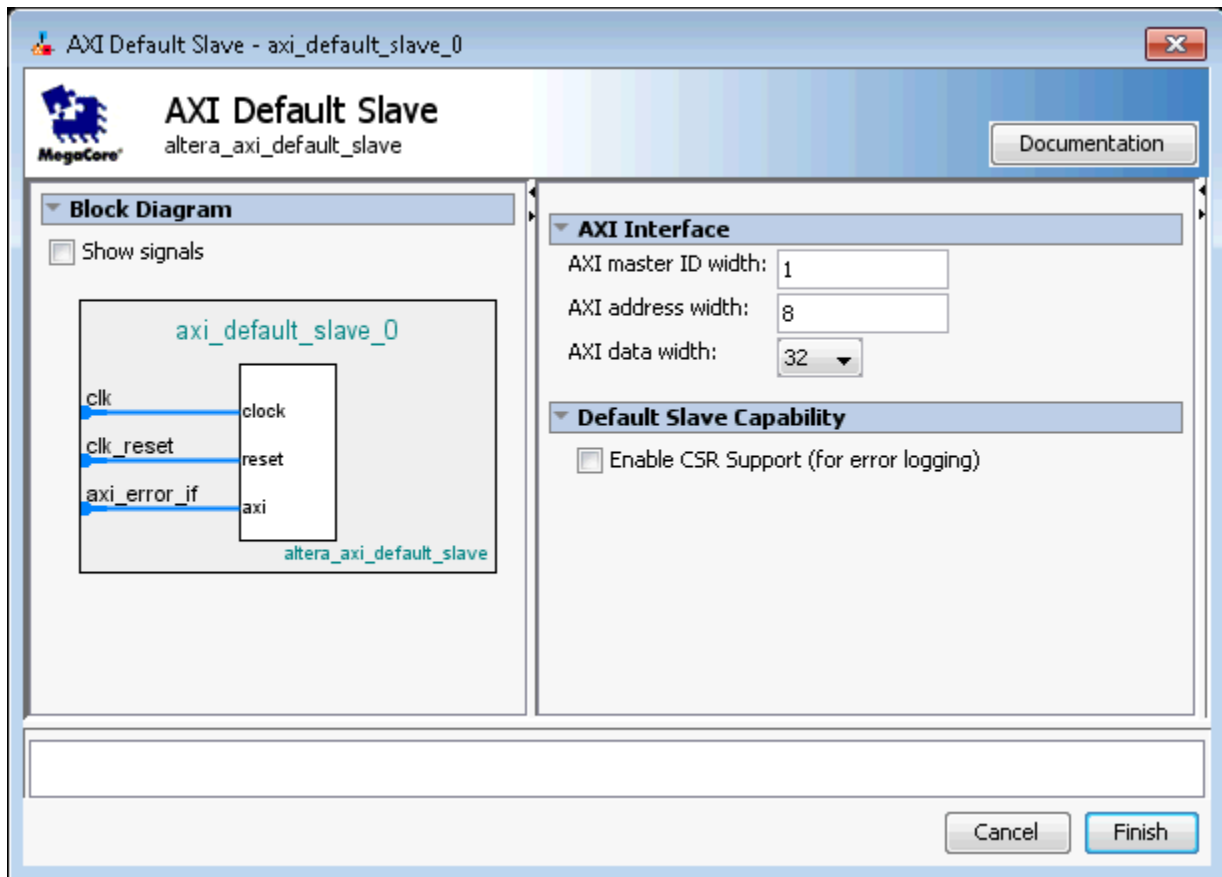 AXI Default Slave - axi_default_slave_0
AXI Default Slave
altera_axi_default_slave
MegaCore®
Documentation
Block Diagram
Show signals
axi_default_slave_0
clk
clock
clk_reset
reset
axi_error_if
axi
altera_axi_default_slave
AXI Interface
AXI master ID width: 1
AXI address width: 8
AXI data width: 32
Default Slave Capability
Enable CSR Support (for error logging)
Cancel
Finish